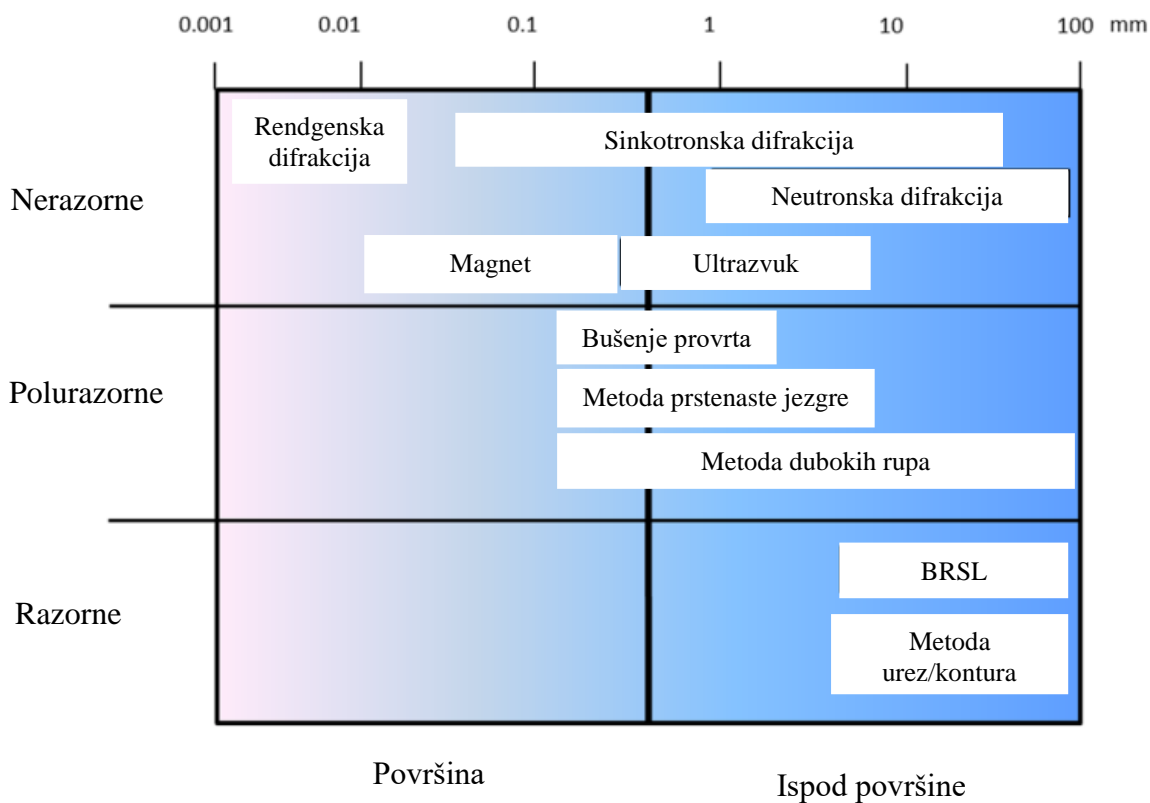 0.001 0.01 0.1 1 10 100 mm
Rendgenska
difrakcija
Sinkotronska difrakcija
Nerazorne
Neutronska difrakcija
Magnet
Ultrazvuk
Bušenje provrta
Polurazorne
Metoda prstenaste jezgre
Metoda dubokih rupa
BRSL
Razorne
Metoda
urez/kontura
Površina
Ispod površine